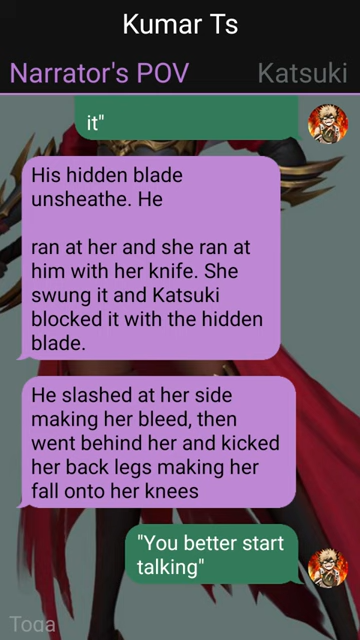 Kumar Ts
Narrator's POV
Katsuki
it"
His hidden blade
unsheathe. He
ran at her and she ran at
him with her knife. She
swung it and Katsuki
blocked it with the hidden
blade.
He slashed at her side
making her bleed, then
went behind her and kicked
her back legs making her
fall onto her knees
"You better start
talking"
Toga